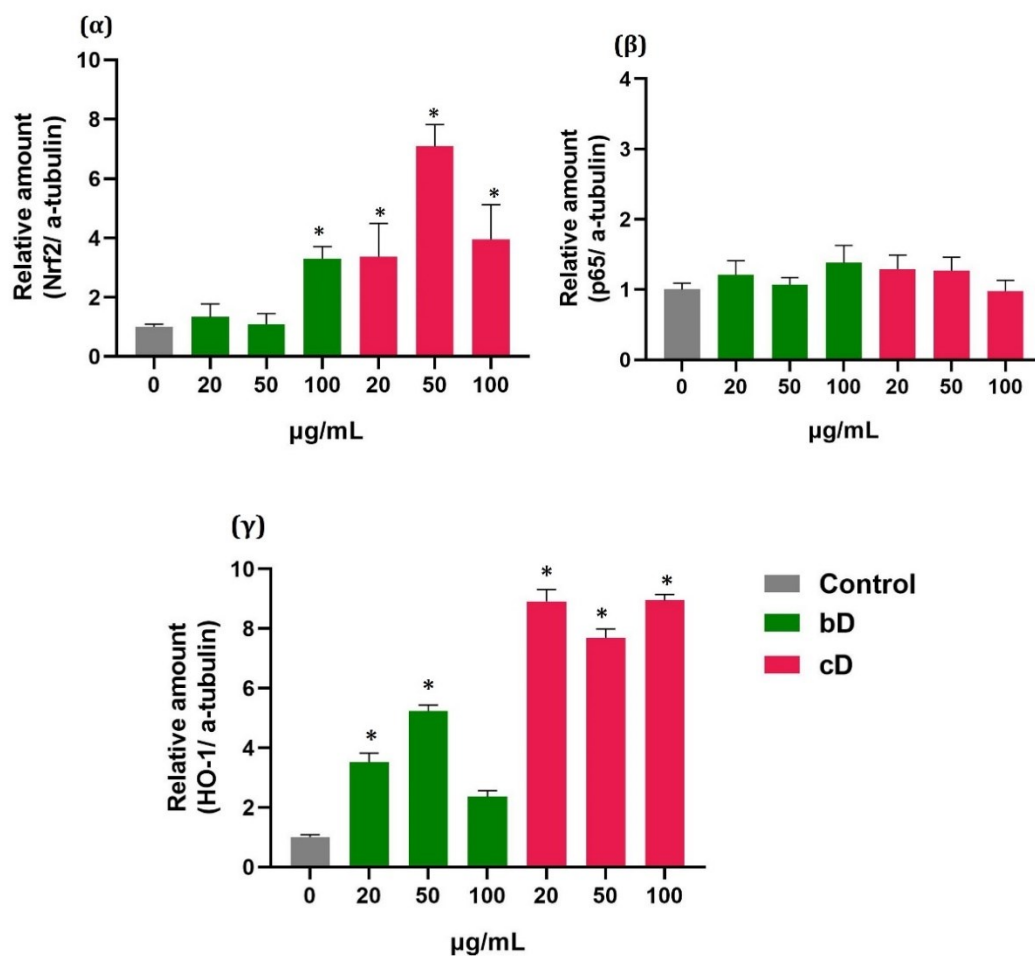 (α)
10
8
6
4
2
0
Relative amount
(Nrf2/ a-tubulin)
*
*
*
*
0 20 50 100 20 50 100
µg/mL
(β)
4
3
2
1
0
Relative amount
(p65/ a-tubulin)
0 20 50 100 20 50 100
µg/mL
(γ)
10
8
6
4
2
0
Relative amount
(HO-1/ a-tubulin)
*
*
*
*
*
0 20 50 100 20 50 100
µg/mL
Control
bD
cD